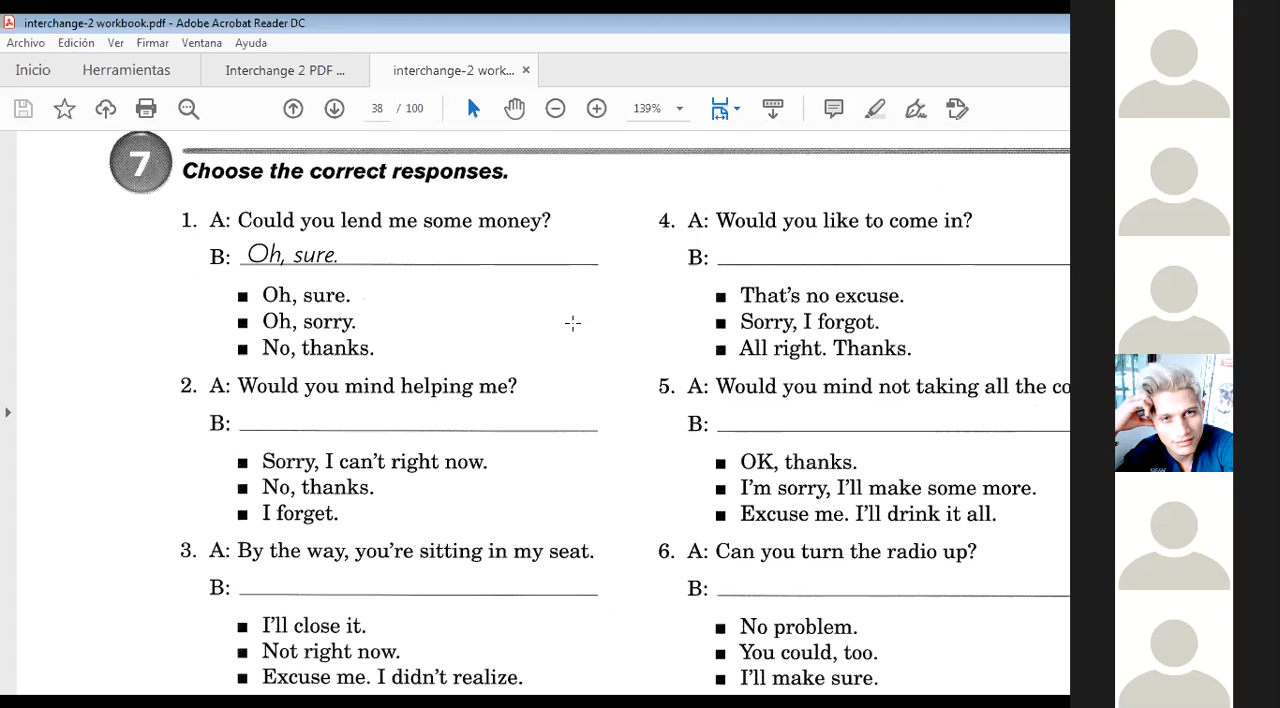 interchange-2 workbook.pdf - Adobe Acrobat Reader DC
Archivo Edición Ver Firmar Ventana Ayuda
Inicio Herramientas Interchange 2 PDF ... interchange-2 work... ×
38 / 100 139%
7 Choose the correct responses.
1. A: Could you lend me some money?
B: Oh, sure.
■ Oh, sure.
■ Oh, sorry.
■ No, thanks.
2. A: Would you mind helping me?
B:
■ Sorry, I can't right now.
■ No, thanks.
■ I forget.
3. A: By the way, you're sitting in my seat.
B:
■ I'll close it.
■ Not right now.
■ Excuse me. I didn't realize.
4. A: Would you like to come in?
B:
■ That's no excuse.
■ Sorry, I forgot.
■ All right. Thanks.
5. A: Would you mind not taking all the co
B:
■ OK, thanks.
■ I'm sorry, I'll make some more.
■ Excuse me. I'll drink it all.
6. A: Can you turn the radio up?
B:
■ No problem.
■ You could, too.
■ I'll make sure.